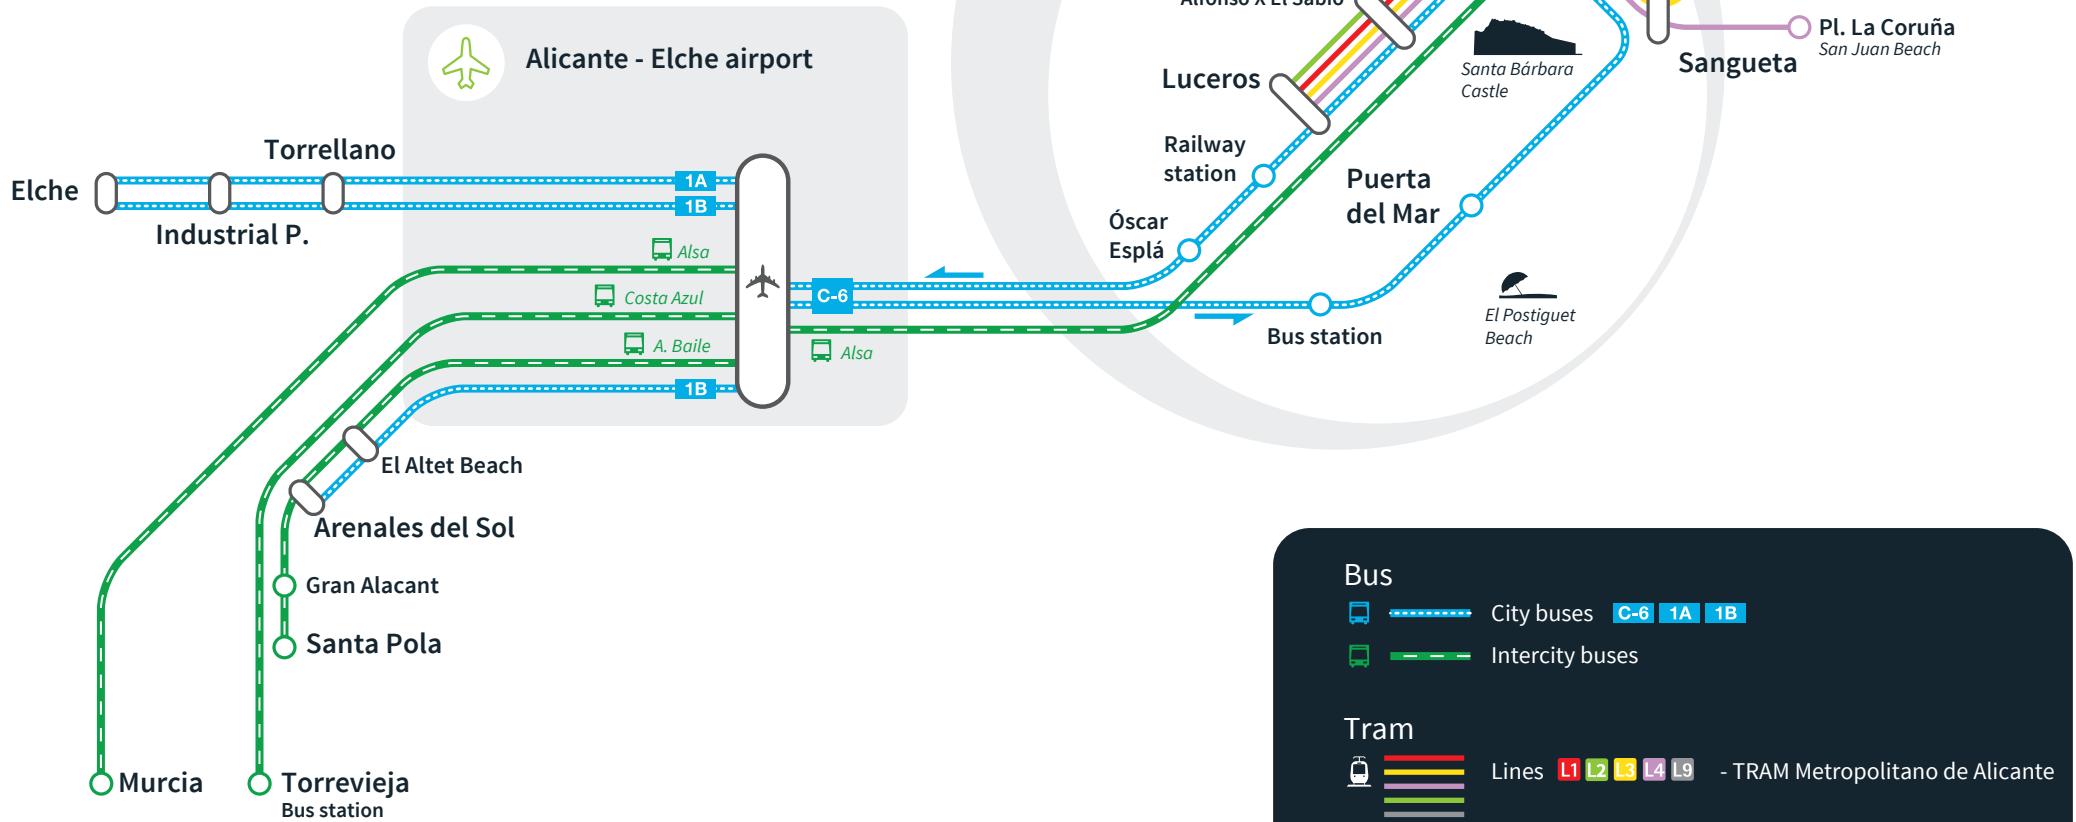 Alfonso X El Sabio
Pl. La Coruña
San Juan Beach
Sangueta
Alicante - Elche airport
Luceros
Santa Bárbara
Castle
Railway
station
Torrellano
Elche
1A
1B
Industrial P.
Puerta
del Mar
Óscar
Esplá
Alsa
Costa Azul
C-6
A. Baile
Alsa
Bus station
El Postiguet
Beach
1B
El Altet Beach
Arenales del Sol
Gran Alacant
Santa Pola
Murcia
Torrevieja
Bus station
Bus
City buses C-6 1A 1B
Intercity buses
Tram
Lines L1 L2 L3 L4 L9 - TRAM Metropolitano de Alicante